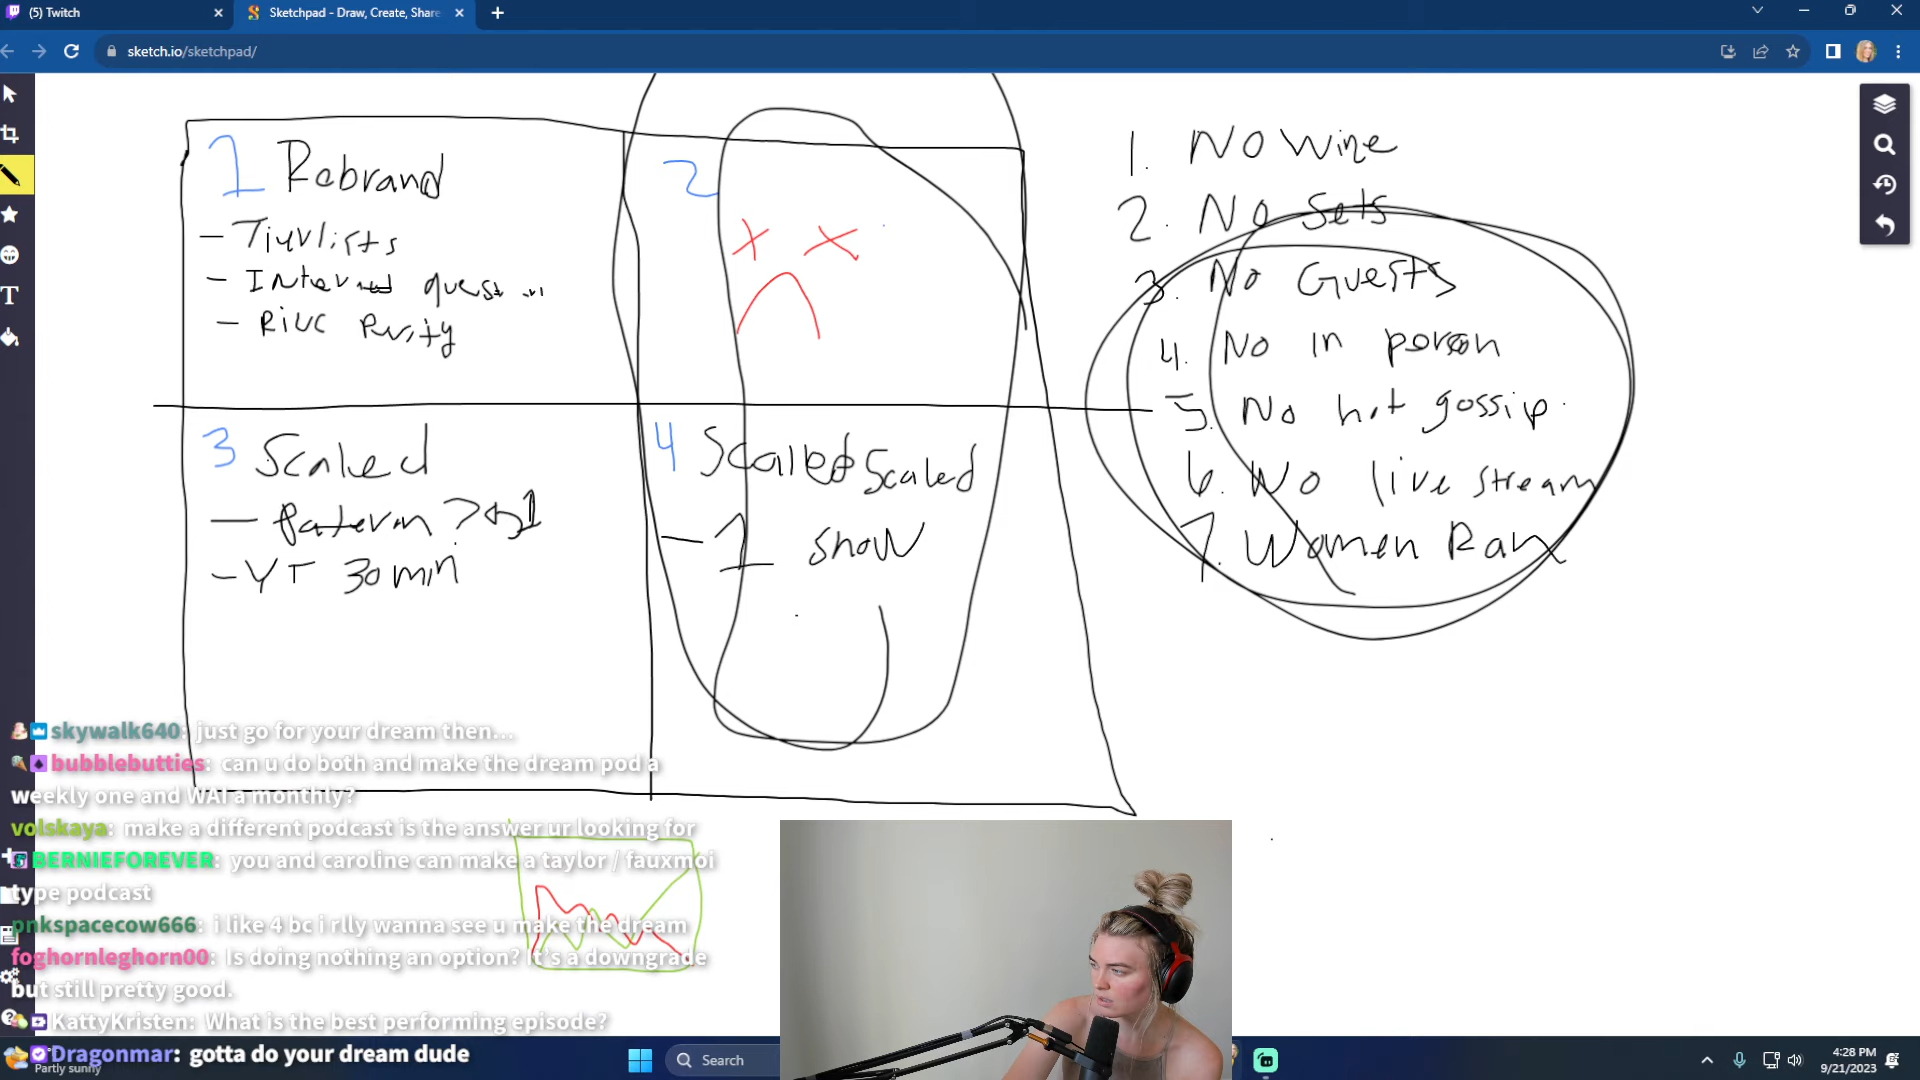 (5) Twitch
Sketchpad - Draw, Create, Share
sketch.io/sketchpad/
1 Rebrand
- Tierlists
- Internet quest
- Purity
2
3 Scaled
- Patereon ? 1
- YT 30 min
4 Scaled Scaled
- 1 show
1. No Wine
2. No Sets
3. No Guests
4. No in person
5. No hot gossip
6. No live stream
7. Women Ran
skywalk640: just go for your dream then...
bubblebutties: can u do both and make the dream pod a
weekly one and WAI a monthly?
volskaya: make a different podcast is the answer ur looking for
BERNIEFOREVER: you and caroline can make a taylor / fauxmoi
type podcast
pnkspacecow666: i like 4 bc i rlly wanna see u make the dream
foghornleghorn00: Is doing nothing an option? It's a downgrade
but still pretty good.
KattyKristen: What is the best performing episode?
Dragonmar: gotta do your dream dude
Partly sunny
Search
4:28 PM
9/21/2023